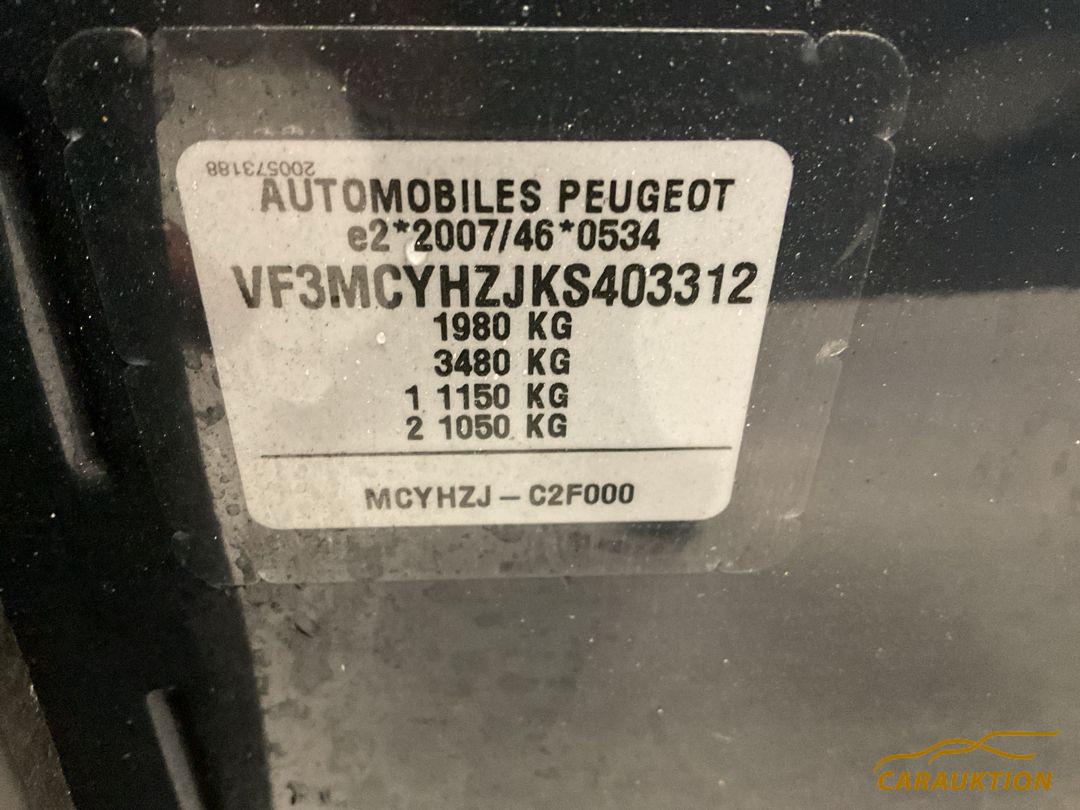 200573188
AUTOMOBILES PEUGEOT
e2*2007/46*0534
VF3MCYHZJKS403312
1980 KG
3480 KG
1 1150 KG
2 1050 KG
MCYHZJ – C2F000
CARAUKTION